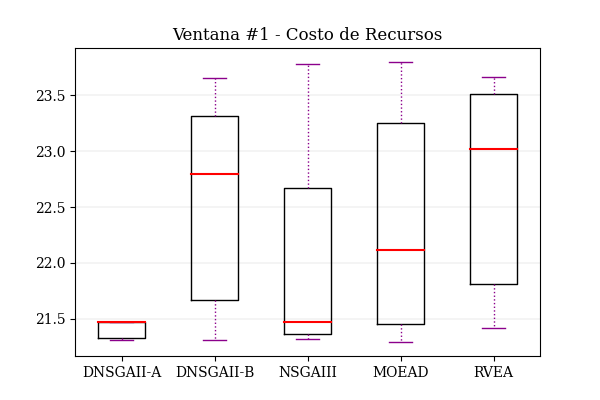 Ventana #1 - Costo de Recursos
23.5
23.0
22.5
22.0
21.5
DNSGAII-A DNSGAII-B NSGAIII MOEAD RVEA